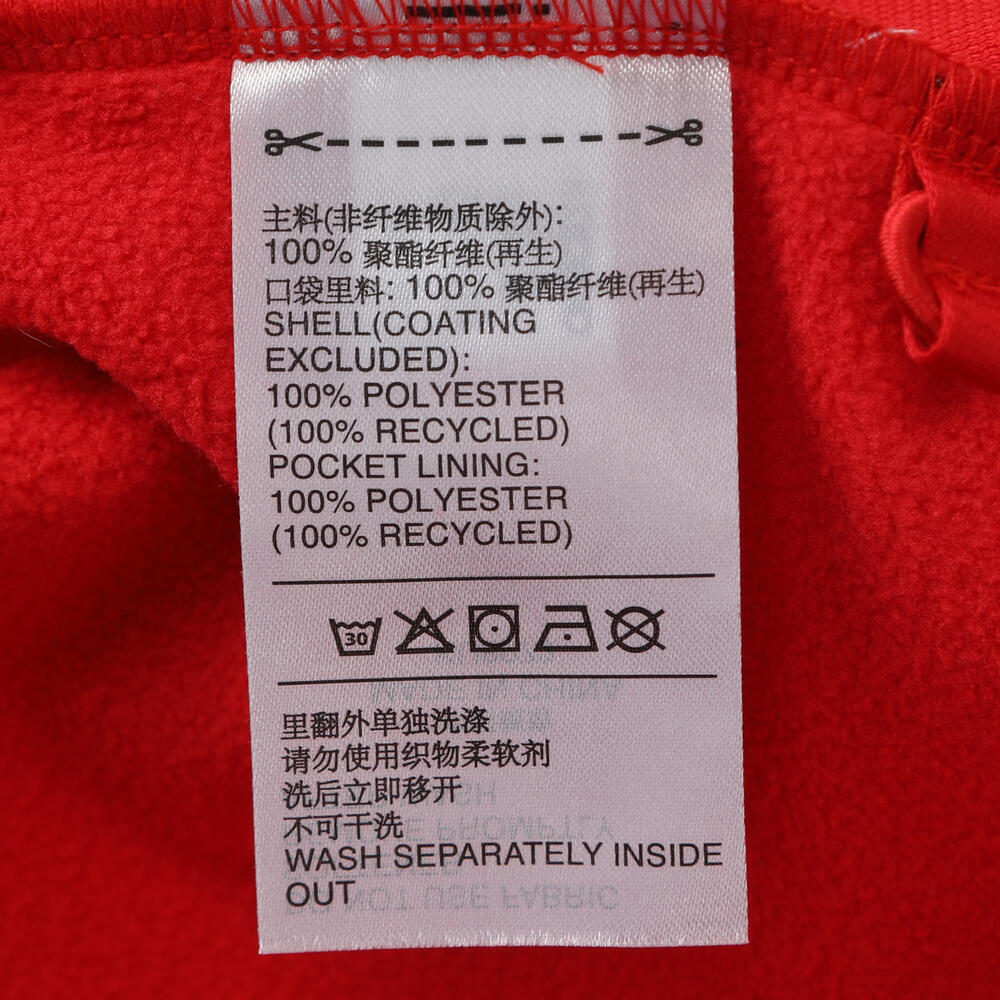 主料(非纤维物质除外):
100% 聚酯纤维(再生)
口袋里料: 100% 聚酯纤维(再生)
SHELL(COATING
EXCLUDED):
100% POLYESTER
(100% RECYCLED)
POCKET LINING:
100% POLYESTER
(100% RECYCLED)
30
里翻外单独洗涤
请勿使用织物柔软剂
洗后立即移开
不可干洗
WASH SEPARATELY INSIDE
OUT